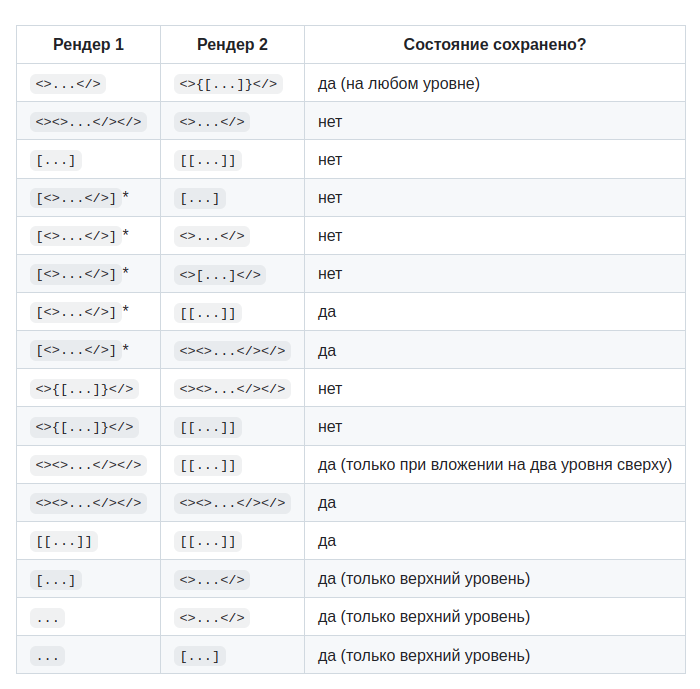 Рендер 1 Рендер 2 Состояние сохранено?
<>...</> <>{[...]}</> да (на любом уровне)
<><>...</></> <>...</> нет
[...] [[...]] нет
[<>...</>]* [...] нет
[<>...</>]* <>...</> нет
[<>...</>]* <>[...]</> нет
[<>...</>]* [[...]] да
[<>...</>]* <><>...</></> да
<>{[...]}</> <><>...</></> нет
<>{[...]}</> [[...]] нет
<><>...</></> [[...]] да (только при вложении на два уровня сверху)
<><>...</></> <><>...</></> да
[[...]] [[...]] да
[...] <>...</> да (только верхний уровень)
... <>...</> да (только верхний уровень)
... [...] да (только верхний уровень)